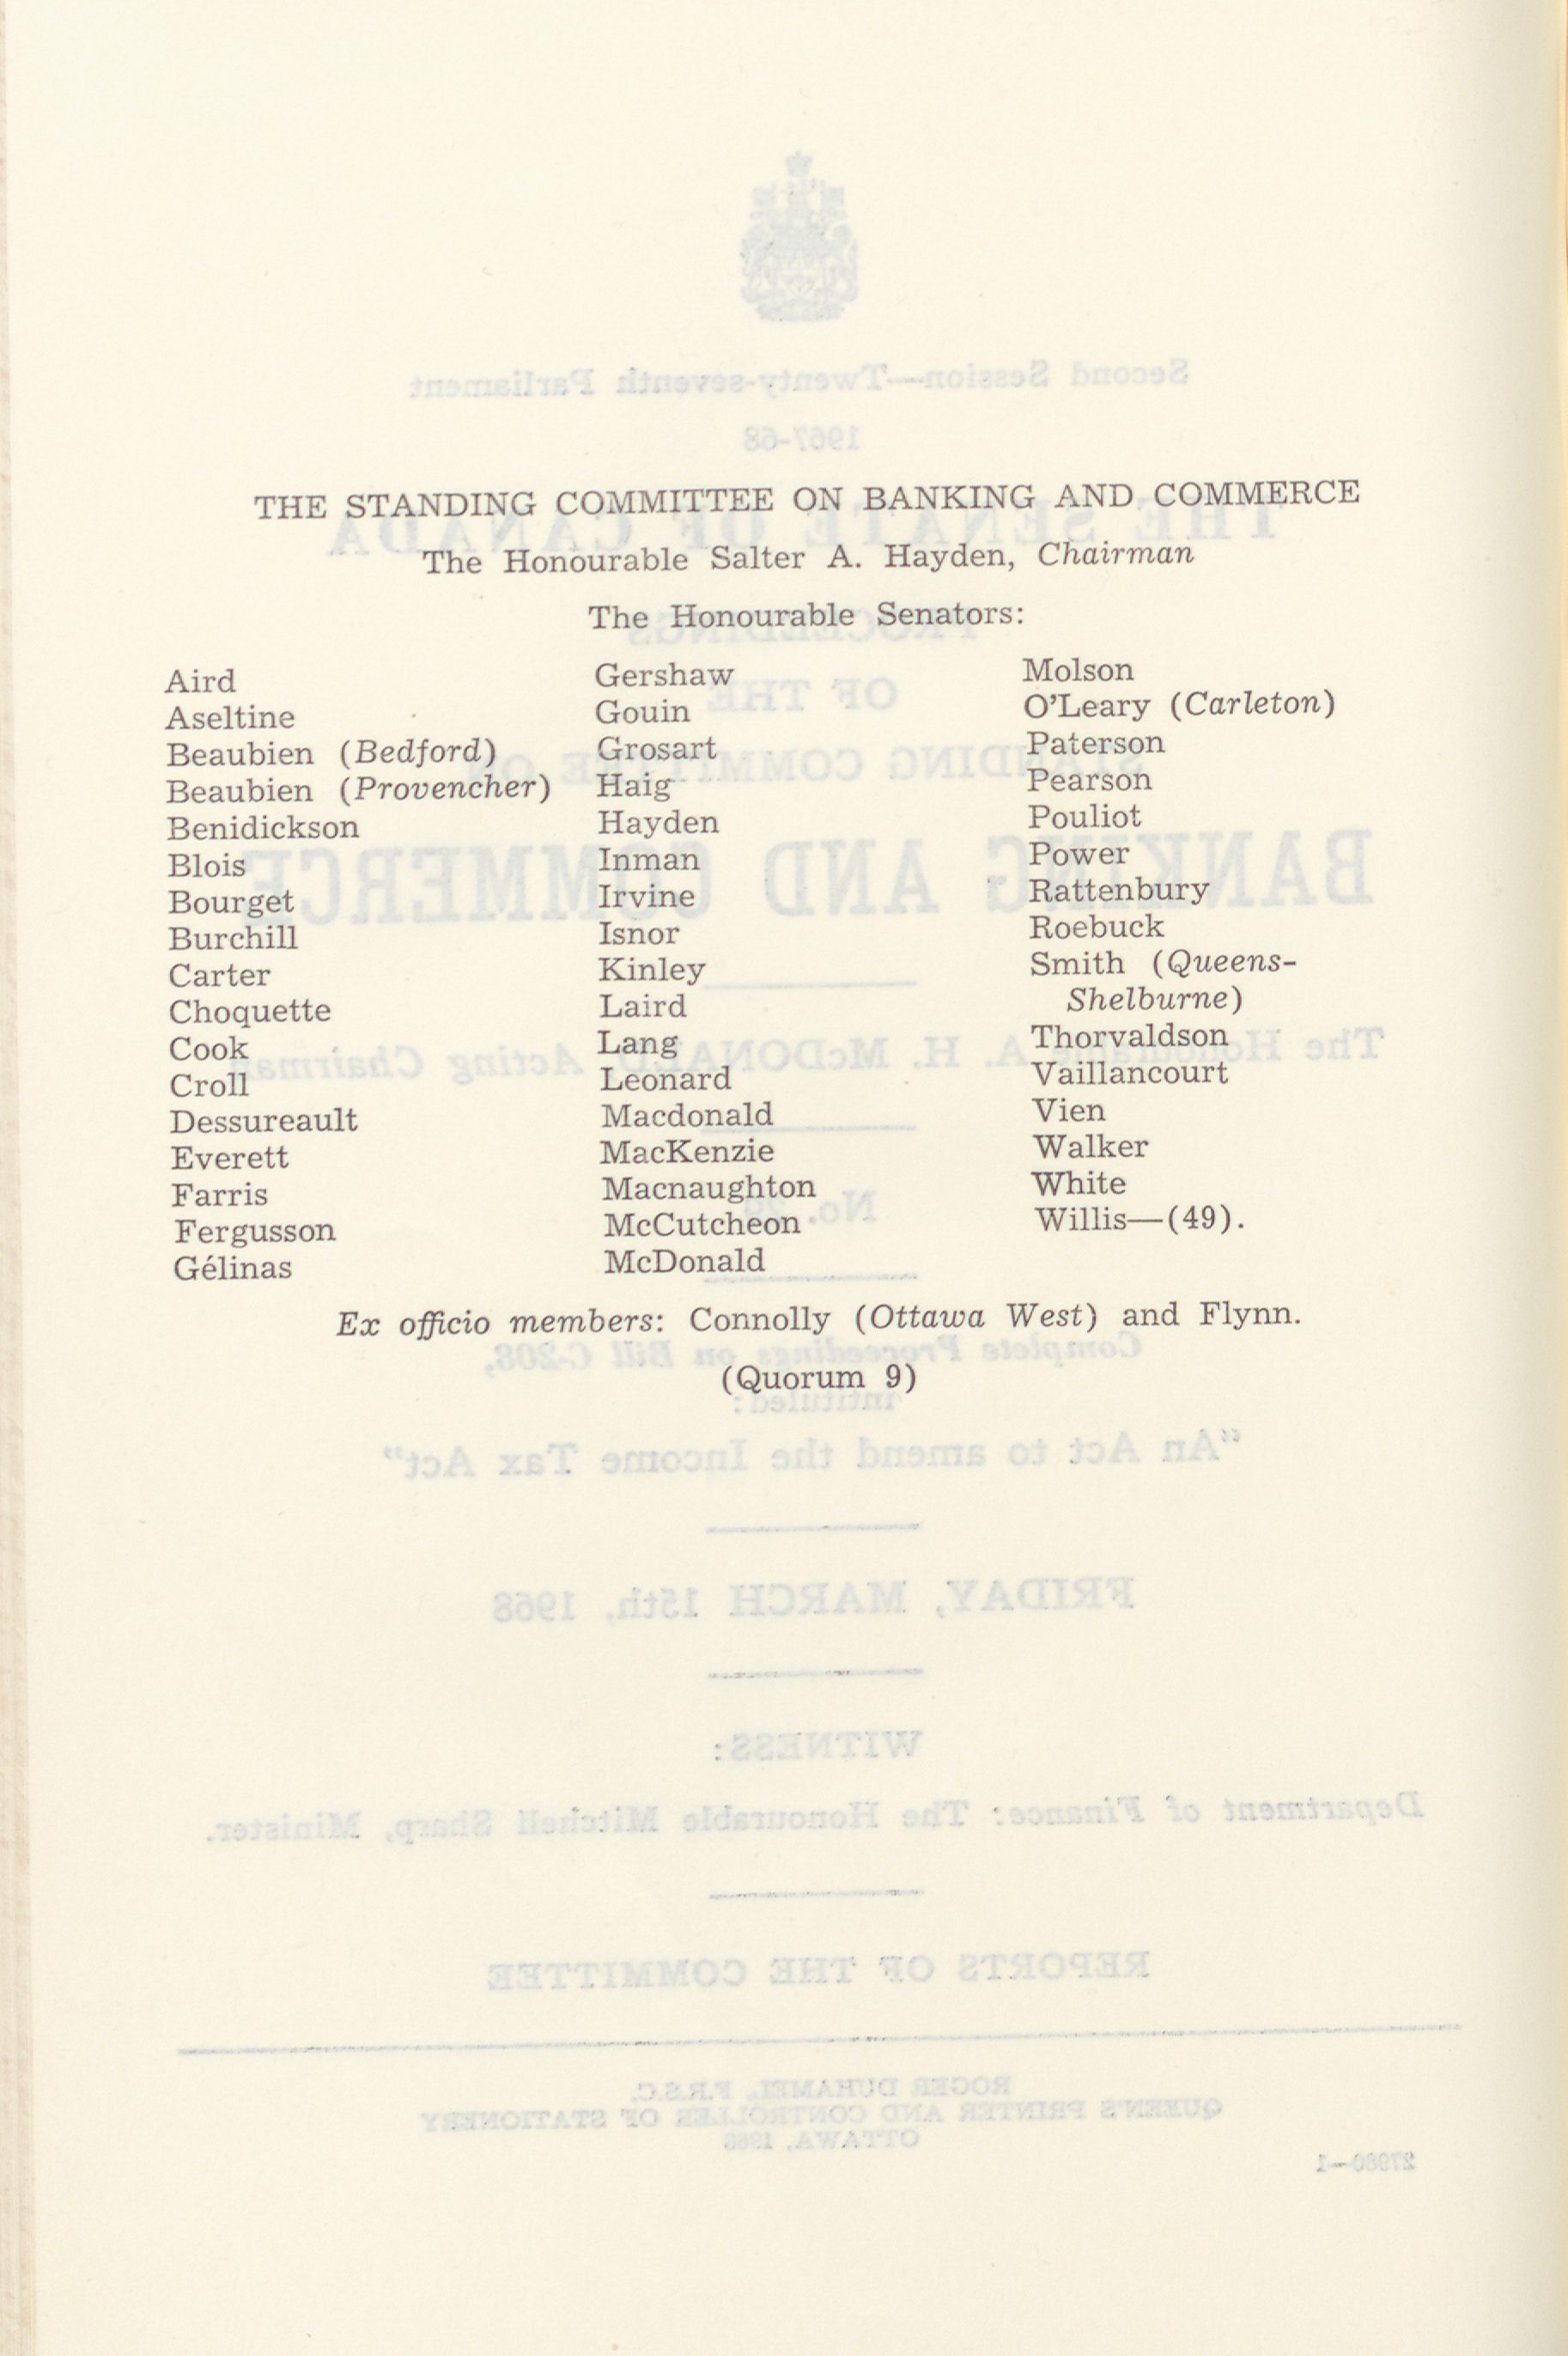 THE STANDING COMMITTEE ON BANKING AND COMMERCE
The Honourable Salter A. Hayden, Chairman
The Honourable Senators:
Aird
Aseltine
Beaubien (Bedford)
Beaubien (Provencher)
Benidickson
Blois
Bourget
Burchill
Carter
Choquette
Cook
Croll
Dessureault
Everett
Farris
Fergusson
Gélinas
Gershaw
Gouin
Grosart
Haig
Hayden
Inman
Irvine
Isnor
Kinley
Laird
Lang
Leonard
Macdonald
MacKenzie
Macnaughton
McCutcheon
McDonald
Molson
O'Leary (Carleton)
Paterson
Pearson
Pouliot
Power
Rattenbury
Roebuck
Smith (Queens-
Shelburne)
Thorvaldson
Vaillancourt
Vien
Walker
White
Willis—(49).
Ex officio members: Connolly (Ottawa West) and Flynn.
(Quorum 9)